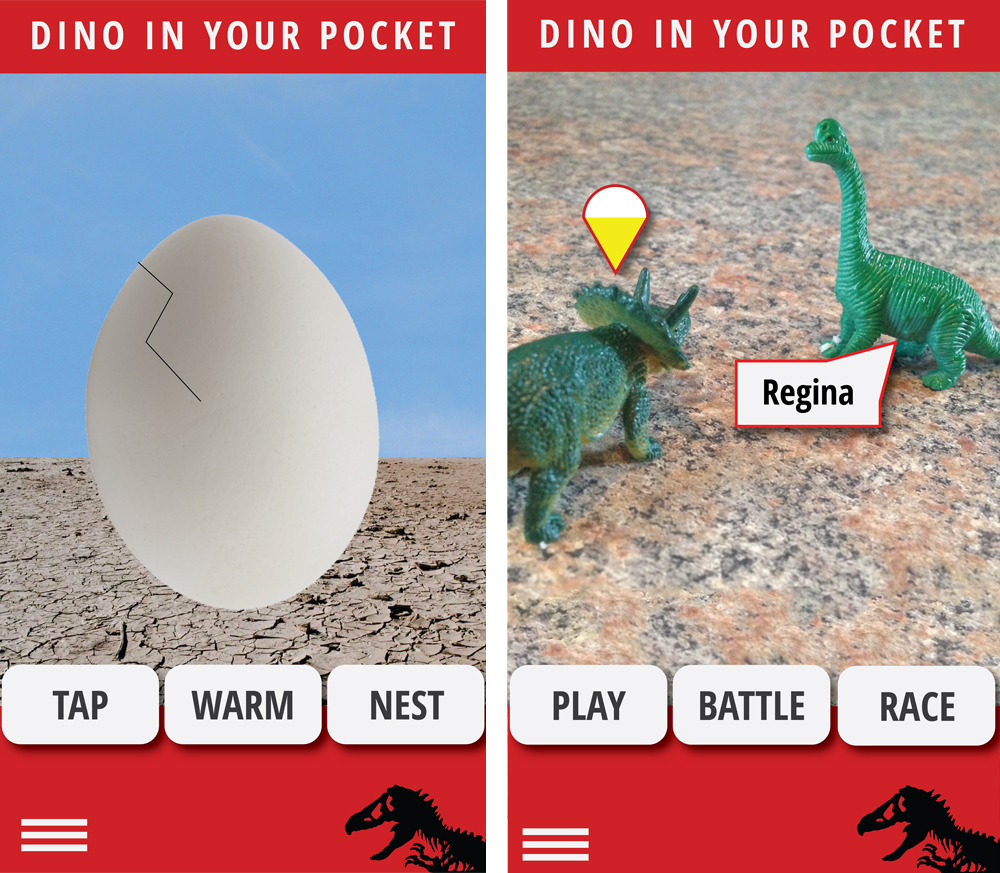 DINO IN YOUR POCKET
TAP
WARM
NEST
DINO IN YOUR POCKET
Regina
PLAY
BATTLE
RACE